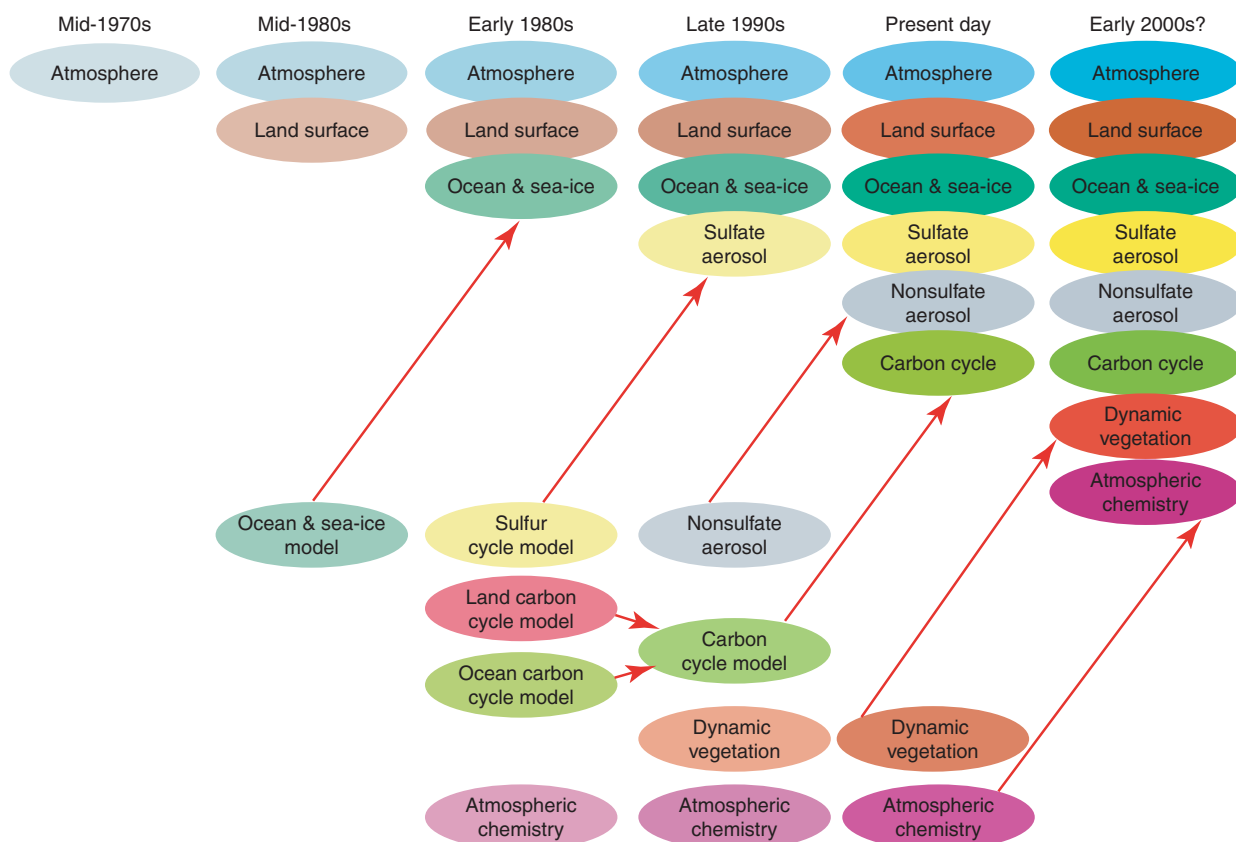 Mid-1970s
Mid-1980s
Early 1980s
Late 1990s
Present day
Early 2000s?
Atmosphere
Atmosphere
Atmosphere
Atmosphere
Atmosphere
Atmosphere
Land surface
Land surface
Land surface
Land surface
Land surface
Ocean & sea-ice
Ocean & sea-ice
Ocean & sea-ice
Ocean & sea-ice
Sulfate
aerosol
Sulfate
aerosol
Sulfate
aerosol
Nonsulfate
aerosol
Nonsulfate
aerosol
Carbon cycle
Carbon cycle
Dynamic
vegetation
Atmospheric
chemistry
Ocean & sea-ice
model
Sulfur
cycle model
Nonsulfate
aerosol
Land carbon
cycle model
Carbon
cycle model
Ocean carbon
cycle model
Dynamic
vegetation
Dynamic
vegetation
Atmospheric
chemistry
Atmospheric
chemistry
Atmospheric
chemistry